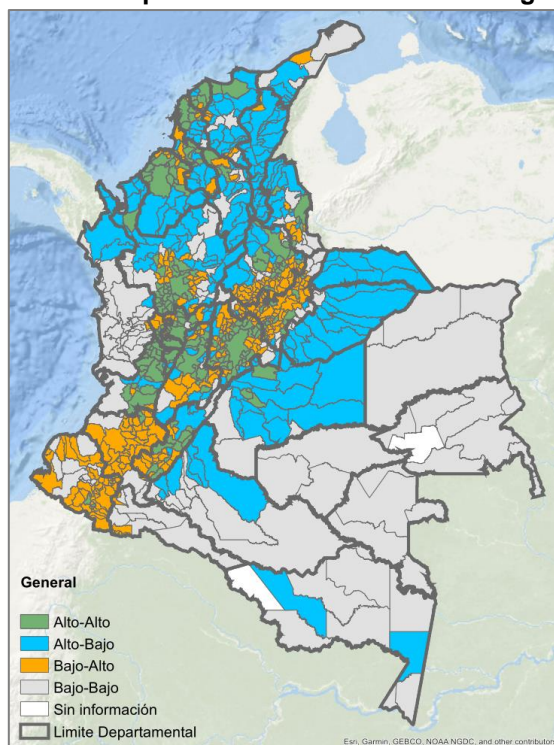 General
Alto-Alto
Alto-Bajo
Bajo-Alto
Bajo-Bajo
Sin información
Limite Departamental
Esri, Garmin, GEBCO, NOAA NGDC, and other contributors